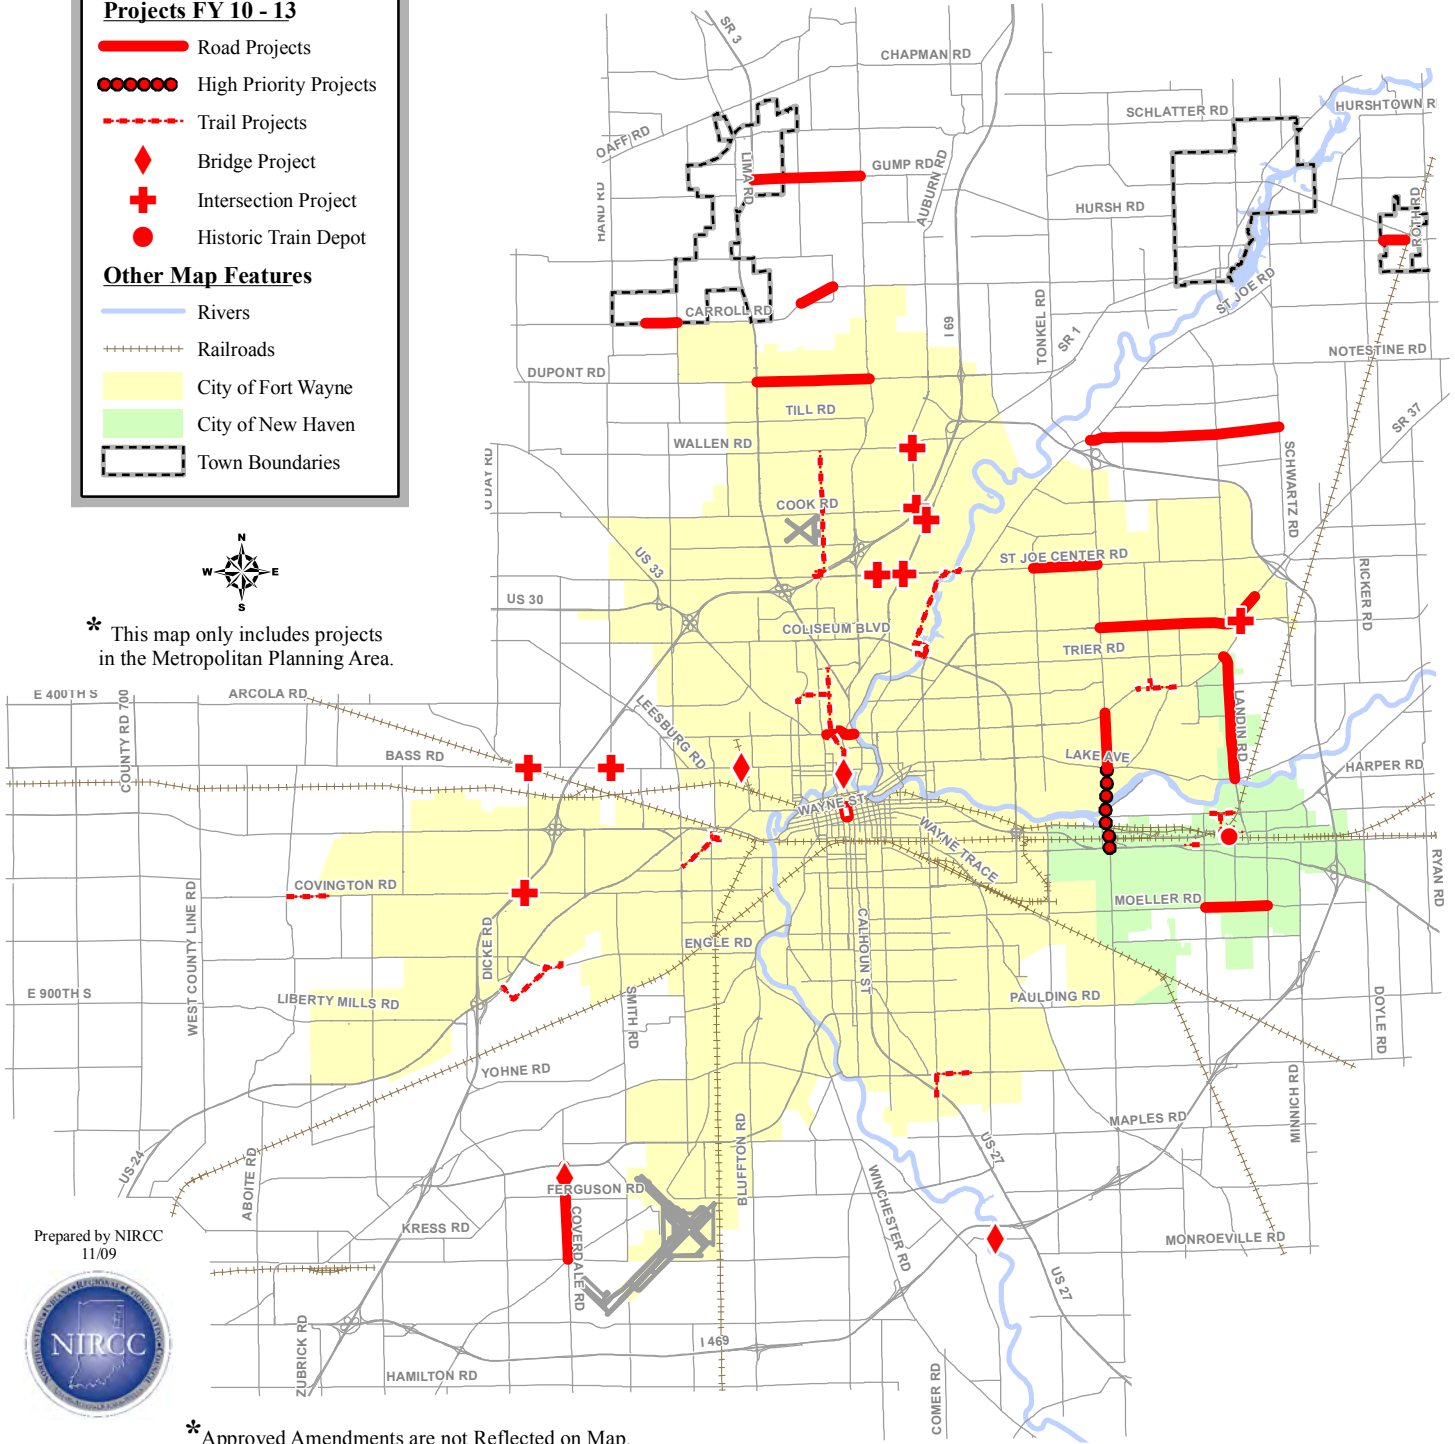 Projects FY 10 - 13
Road Projects
High Priority Projects
Trail Projects
Bridge Project
Intersection Project
Historic Train Depot
Other Map Features
Rivers
Railroads
City of Fort Wayne
City of New Haven
Town Boundaries
N
W E
S
* This map only includes projects
in the Metropolitan Planning Area.
SR 3
CHAPMAN RD
SCHLATTER RD
HURSHTOWN R
OAFF RD
LIMA RD
GUMP RD
AUBURN RD
HAND RD
HURSH RD
ROTH RD
ST JOE RD
CARROLL RD
I 69
TONKEL RD
SR 1
NOTESTINE RD
DUPONT RD
TILL RD
SR 37
WALLEN RD
O DAY RD
SCHWARTZ RD
COOK RD
US 33
ST JOE CENTER RD
RICKER RD
US 30
COLISEUM BLVD
TRIER RD
E 400TH S
COUNTY RD 700
ARCOLA RD
LEESBURG RD
LANDIN RD
BASS RD
LAKE AVE
HARPER RD
WAYNE ST
WAYNE TRACE
RYAN RD
WEST COUNTY LINE RD
COVINGTON RD
MOELLER RD
DICKE RD
ENGLE RD
CALHOUN ST
E 900TH S
LIBERTY MILLS RD
SMITH RD
PAULDING RD
DOYLE RD
YOHNE RD
MINNICH RD
MAPLES RD
BLUFFTON RD
US 27
US 24
ABOITE RD
FERGUSON RD
WINCHESTER RD
KRESS RD
COVERDALE RD
MONROEVILLE RD
US 27
Prepared by NIRCC
11/09
NIRCC
ZUBRICK RD
I 469
HAMILTON RD
COMER RD
*Approved Amendments are not Reflected on Map.